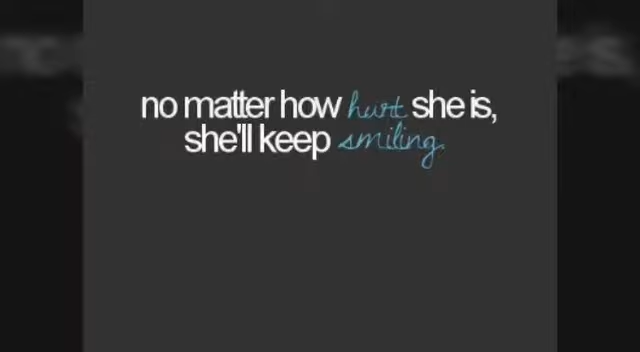 no matter how hurt she is,
she'll keep smiling.